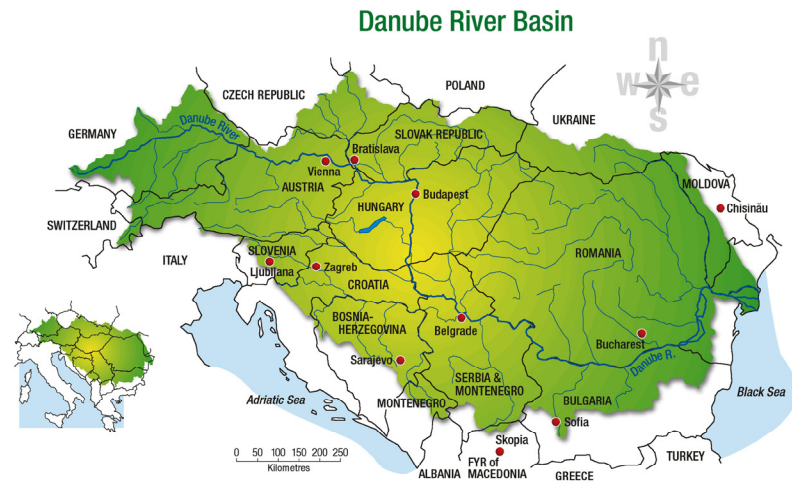 Danube River Basin
n
w e
s
POLAND
CZECH REPUBLIC
UKRAINE
GERMANY
Danube River
SLOVAK REPUBLIC
Bratislava
Vienna
MOLDOVA
AUSTRIA
Budapest
HUNGARY
Chisinău
SWITZERLAND
SLOVENIA
ITALY
Ljubljana
Zagreb
ROMANIA
CROATIA
BOSNIA-
HERZEGOVINA
Belgrade
Bucharest
Sarajevo
Danube R.
SERBIA &
MONTENEGRO
Black Sea
Adriatic Sea
MONTENEGRO
BULGARIA
Sofia
Skopia
0 50 100 150 200 250
Kilometres
TURKEY
FYR of
MACEDONIA
ALBANIA
GREECE